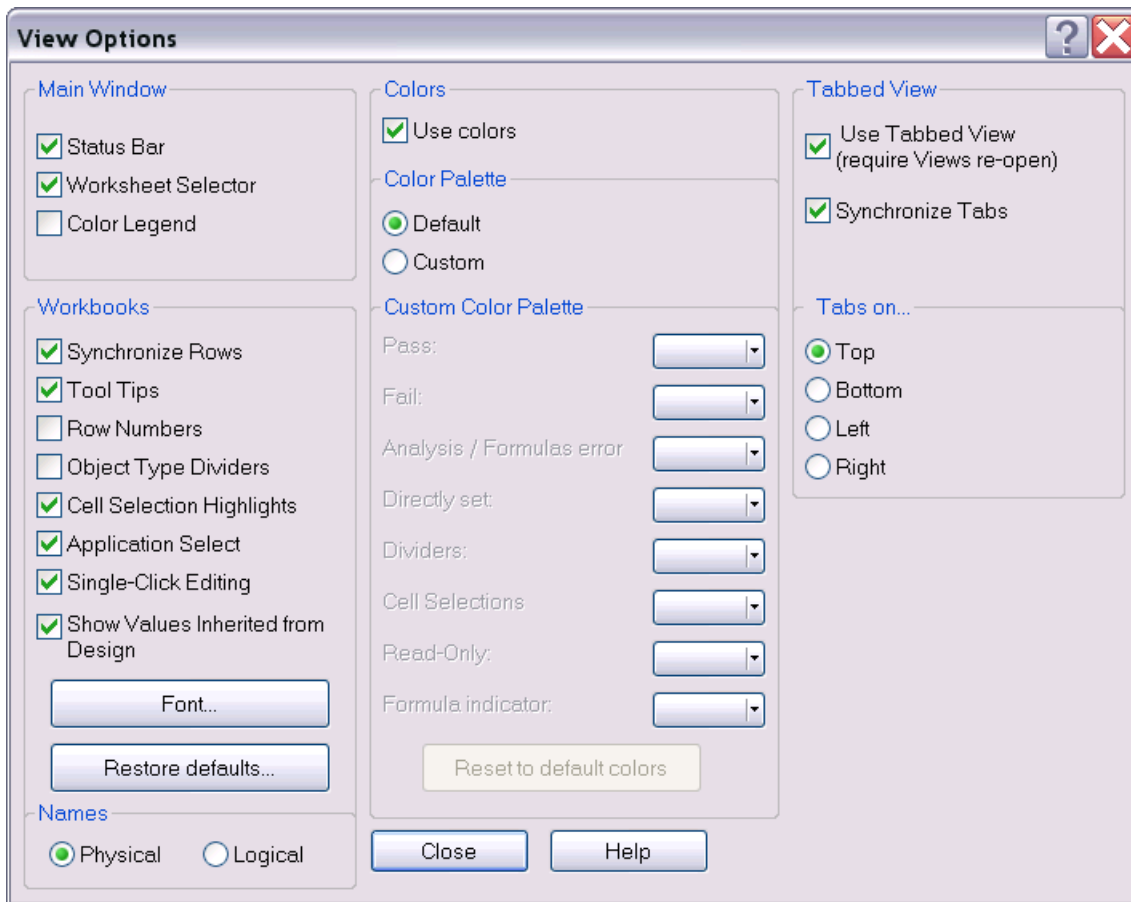 View Options
Main Window
Status Bar
Worksheet Selector
Color Legend
Workbooks
Synchronize Rows
Tool Tips
Row Numbers
Object Type Dividers
Cell Selection Highlights
Application Select
Single-Click Editing
Show Values Inherited from
Design
Font...
Restore defaults...
Names
Physical
Logical
Colors
Use colors
Color Palette
Default
Custom
Custom Color Palette
Pass:
Fail:
Analysis / Formulas error
Directly set:
Dividers:
Cell Selections
Read-Only:
Formula indicator:
Reset to default colors
Close
Help
Tabbed View
Use Tabbed View
(require Views re-open)
Synchronize Tabs
Tabs on...
Top
Bottom
Left
Right